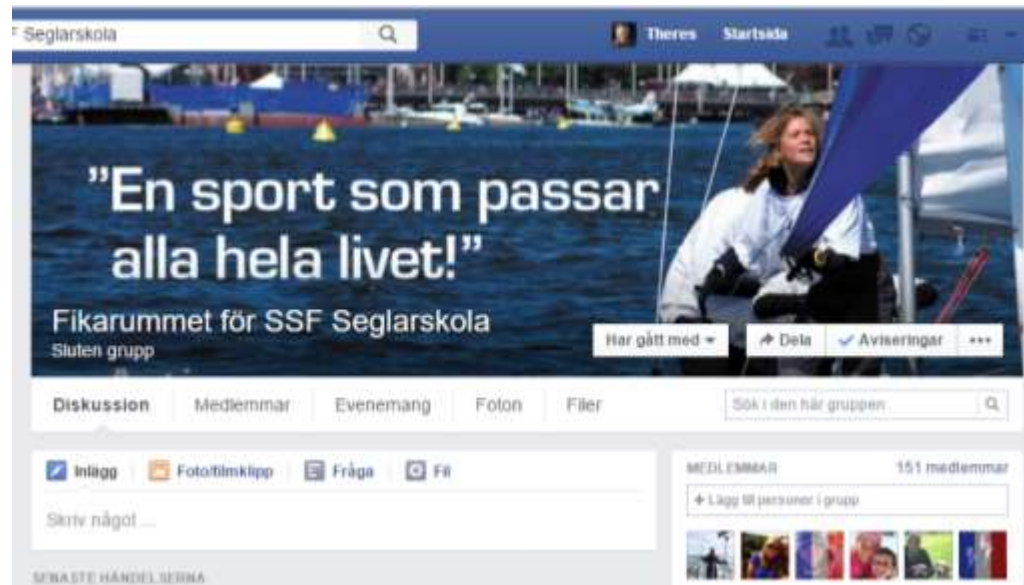 F Seglarskola
Theres Startsida
"En sport som passar
alla hela livet!"
Fikarummet för SSF Seglarskola
Sluten grupp
Har gått med
Dela
Aviseringar
Diskussion Medlemmar Evenemang Foton Filer
Sök i den här gruppen
Inlägg Foto/filmklipp Fråga Fil
Skriv något ...
MEDLEMMAR 151 medlemmar
+ Lägg till personer i grupp
SENASTE HÄNDELSERNA